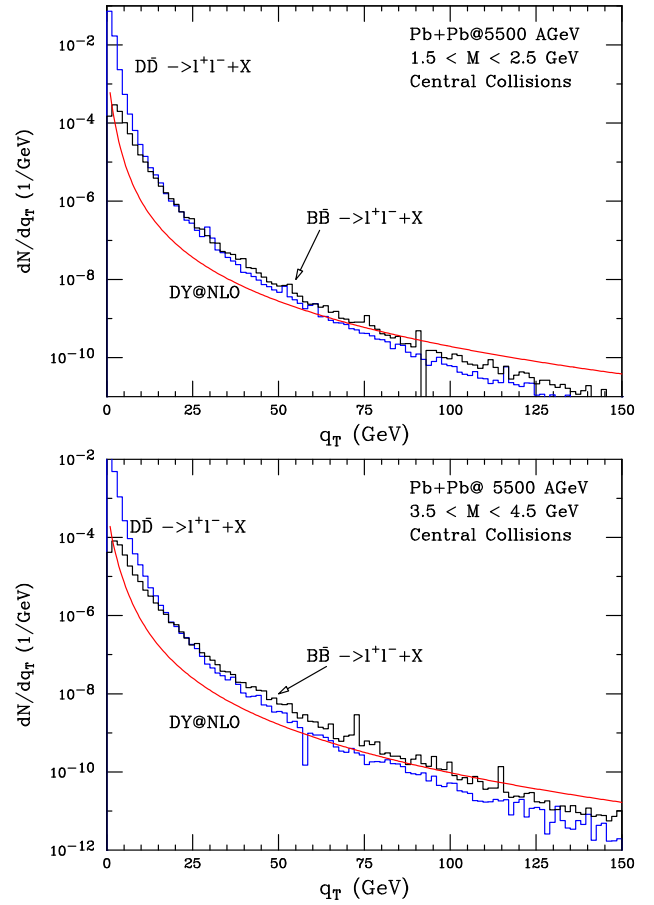 10⁻²
10⁻⁴
10⁻⁶
10⁻⁸
10⁻¹⁰
dN/dq_T (1/GeV)
Pb+Pb@5500 AGeV
1.5 < M < 2.5 GeV
Central Collisions
DD̄ ->l⁺l⁻+X
BB̄ ->l⁺l⁻+X
DY@NLO
0 25 50 75 100 125 150
q_T (GeV)
10⁻²
10⁻⁴
10⁻⁶
10⁻⁸
10⁻¹⁰
10⁻¹²
dN/dq_T (1/GeV)
Pb+Pb@ 5500 AGeV
3.5 < M < 4.5 GeV
Central Collisions
DD̄ ->l⁺l⁻+X
BB̄ ->l⁺l⁻+X
DY@NLO
0 25 50 75 100 125 150
q_T (GeV)